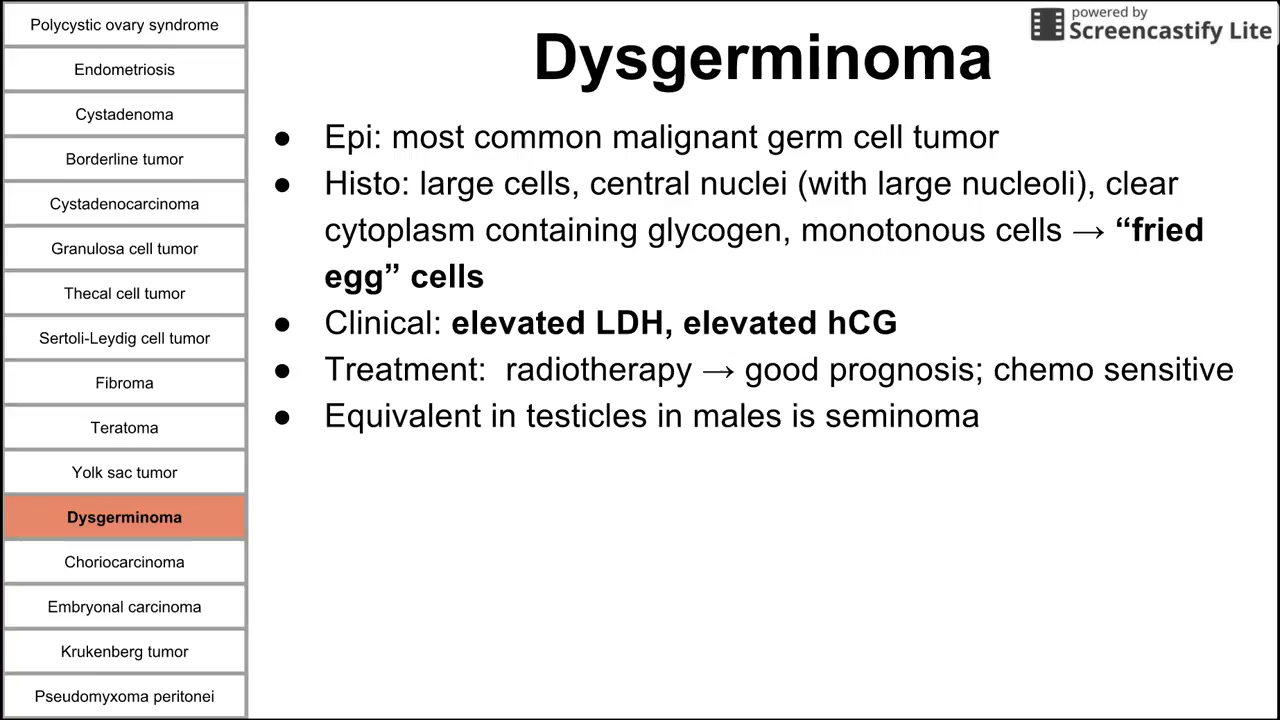 Polycystic ovary syndrome
Endometriosis
Cystadenoma
Borderline tumor
Cystadenocarcinoma
Granulosa cell tumor
Thecal cell tumor
Sertoli-Leydig cell tumor
Fibroma
Teratoma
Yolk sac tumor
Dysgerminoma
Choriocarcinoma
Embryonal carcinoma
Krukenberg tumor
Pseudomyxoma peritonei
powered by
Screencastify Lite
Dysgerminoma
● Epi: most common malignant germ cell tumor
● Histo: large cells, central nuclei (with large nucleoli), clear
cytoplasm containing glycogen, monotonous cells → “fried
egg” cells
● Clinical: elevated LDH, elevated hCG
● Treatment: radiotherapy → good prognosis; chemo sensitive
● Equivalent in testicles in males is seminoma